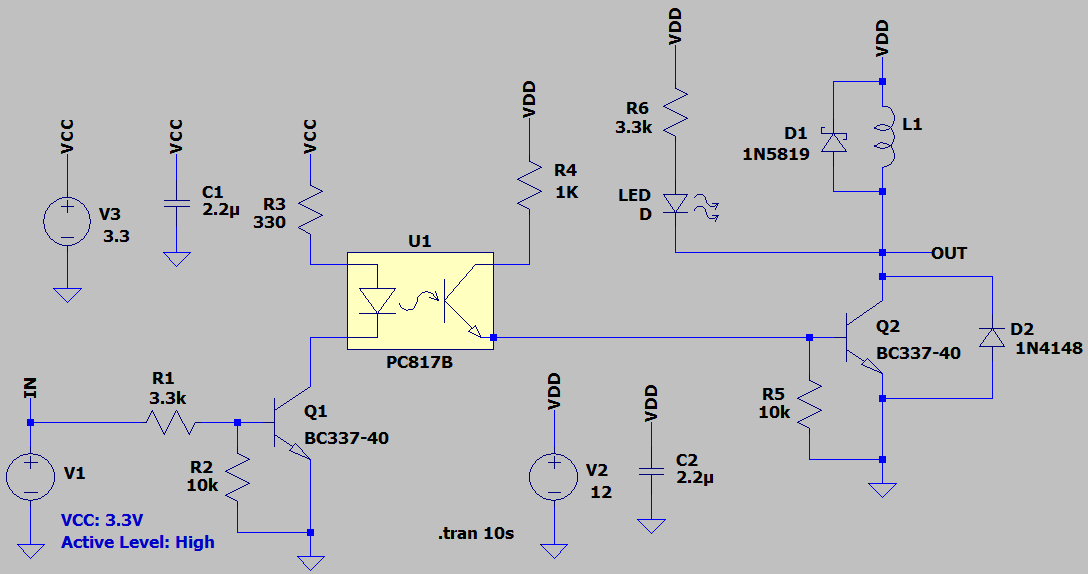 VDD
VDD
VDD
R6
3.3k
D1
1N5819
L1
VCC
VCC
VCC
R4
1K
C1
2.2µ
R3
330
LED
D
V3
3.3
U1
OUT
PC817B
Q2
BC337-40
D2
1N4148
IN
R1
3.3k
VDD
VDD
R5
10k
Q1
BC337-40
R2
10k
V1
V2
12
C2
2.2µ
VCC: 3.3V
Active Level: High
.tran 10s